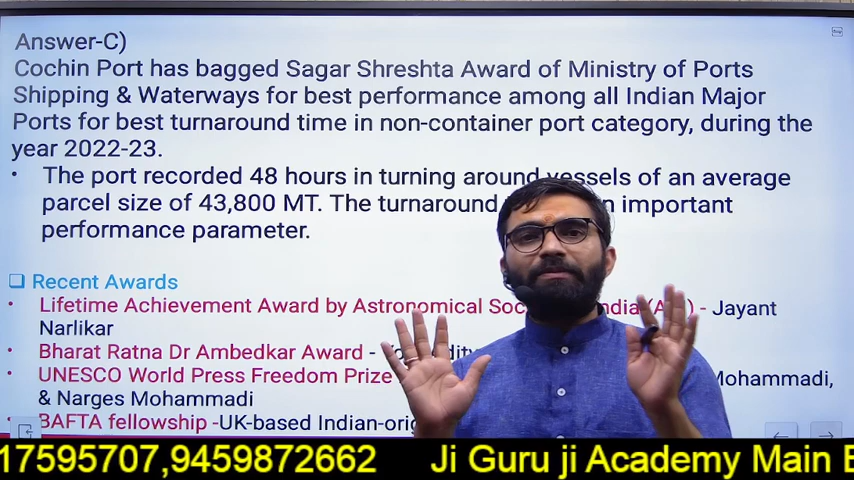 Answer-C)
Cochin Port has bagged Sagar Shreshta Award of Ministry of Ports
Shipping & Waterways for best performance among all Indian Major
Ports for best turnaround time in non-container port category, during the
year 2022-23.
• The port recorded 48 hours in turning around vessels of an average
parcel size of 43,800 MT. The turnaround important
performance parameter.
❑ Recent Awards
• Lifetime Achievement Award by Astronomical - Jayant
Narlikar
• Bharat Ratna Dr Ambedkar Award -
• UNESCO World Press Freedom Prize Mohammadi,
& Narges Mohammadi
• BAFTA fellowship -UK-based
17595707,9459872662 Ji Guru ji Academy Main